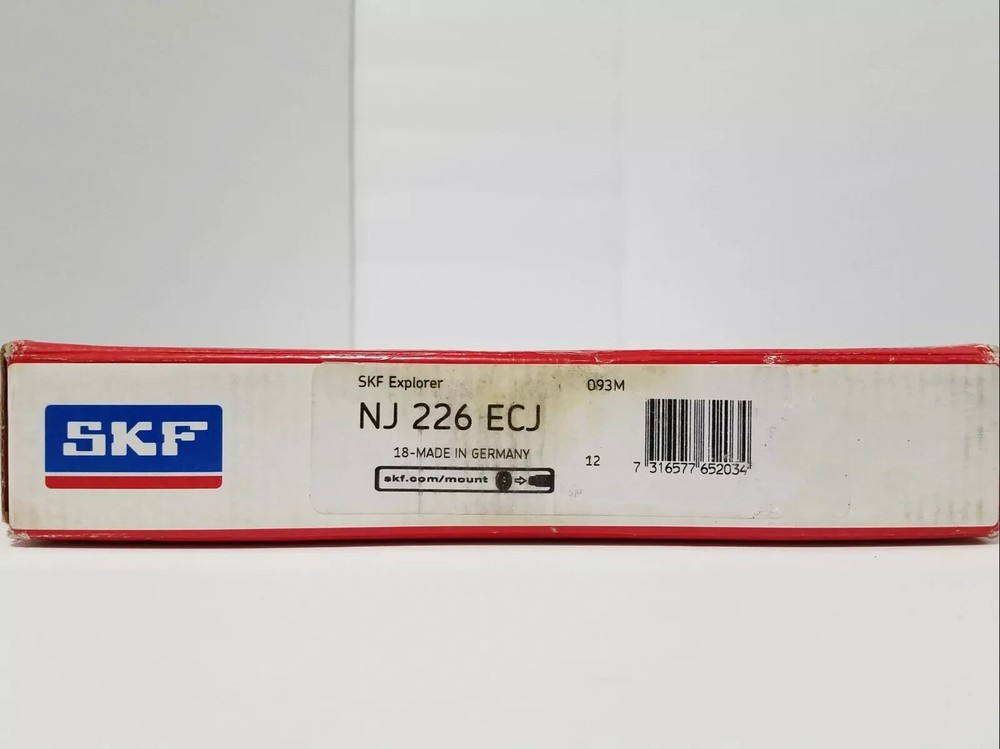 SKF
SKF Explorer
093M
NJ 226 ECJ
18-MADE IN GERMANY
12
skf.com/mount
7 316577 652034